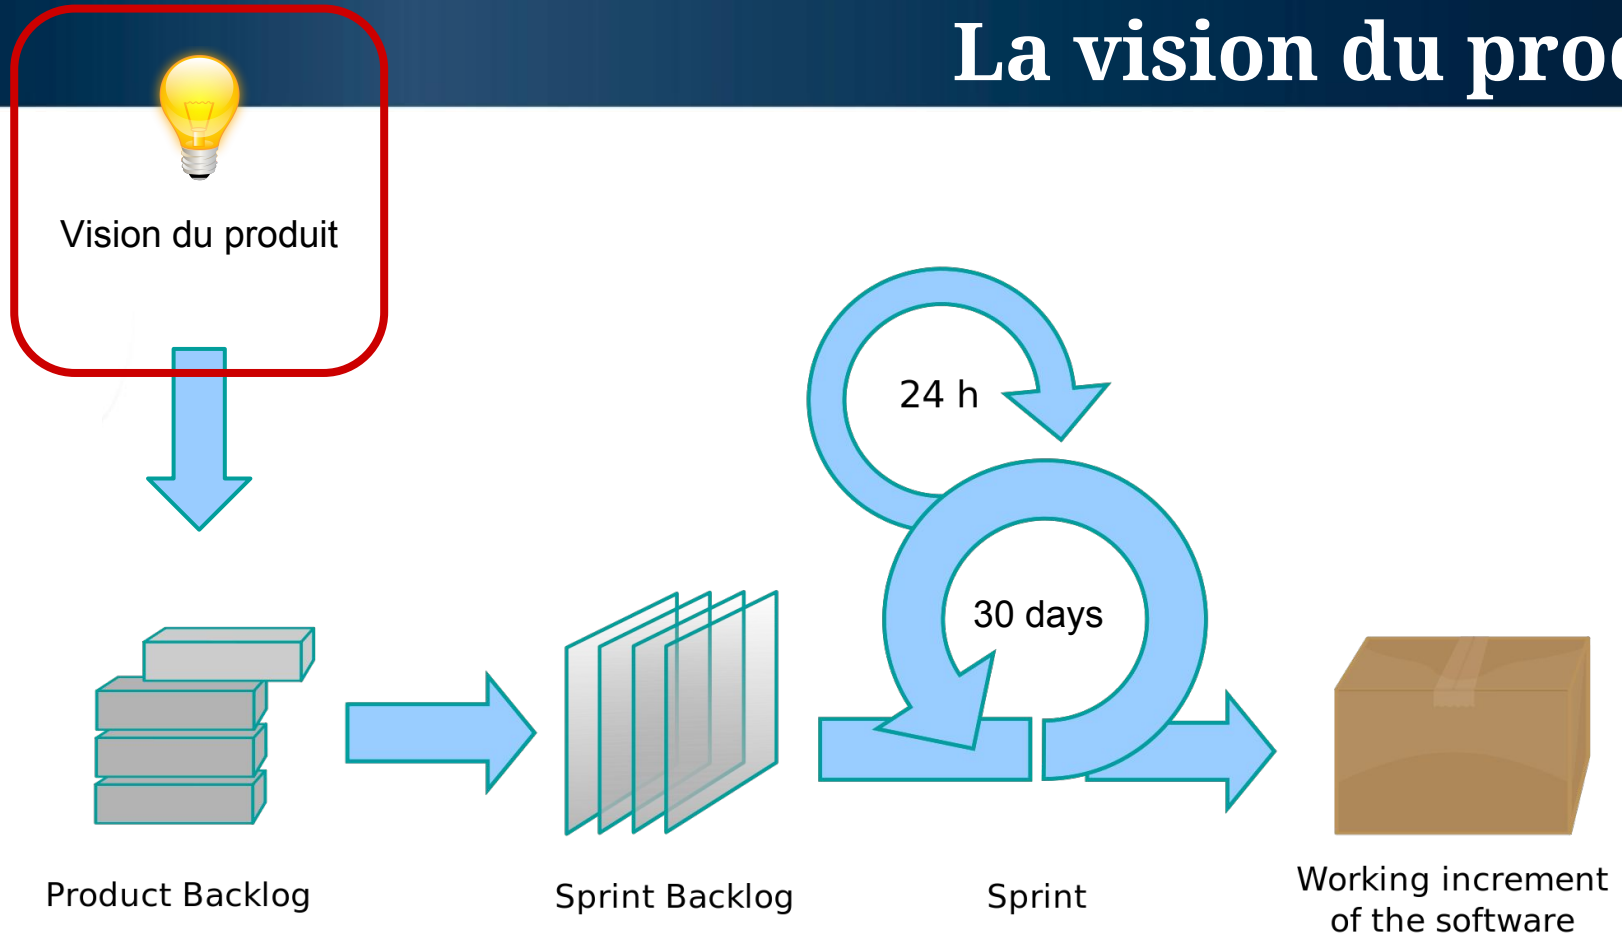 La vision du
Vision du produit
24 h
30 days
Product Backlog
Sprint Backlog
Sprint
Working increment
of the software